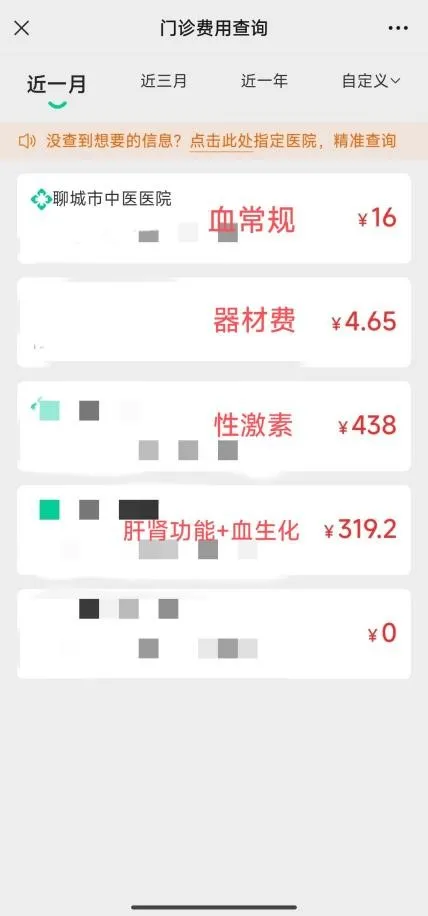 门诊费用查询
近一月 近三月 近一年 自定义
没查到想要的信息？点击此处指定医院，精准查询
聊城市中医医院
血常规 ¥16
器材费 ¥4.65
性激素 ¥438
肝肾功能+血生化 ¥319.2
¥0